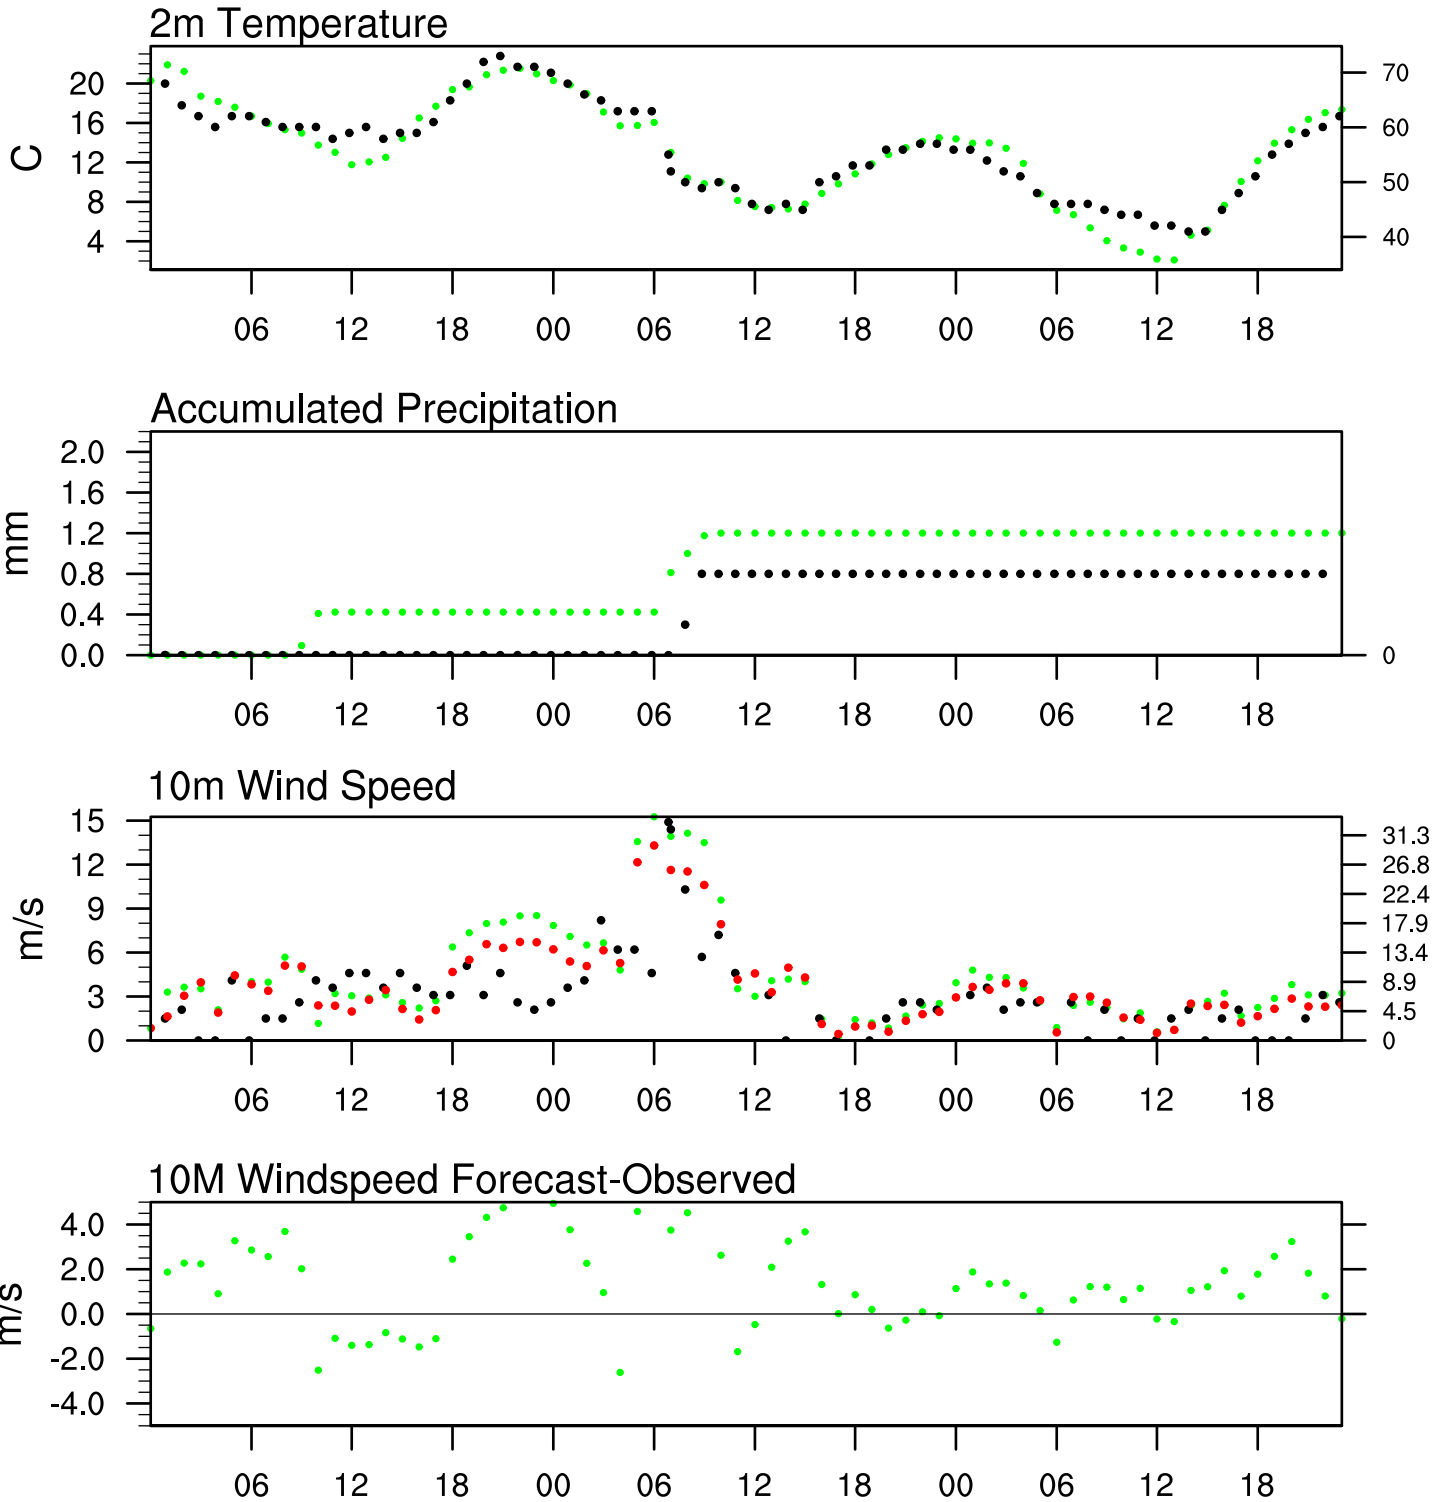 2m Temperature
20 70
16 60
12
8 50
4 40
C
06 12 18 00 06 12 18 00 06 12 18
Accumulated Precipitation
2.0
1.6
1.2
0.8
0.4
0.0 0
mm
06 12 18 00 06 12 18 00 06 12 18
10m Wind Speed
15 31.3
12 26.8
9 22.4
6 17.9
3 13.4
0 8.9
4.5
0
m/s
06 12 18 00 06 12 18 00 06 12 18
10M Windspeed Forecast-Observed
4.0
2.0
0.0
-2.0
-4.0
m/s
06 12 18 00 06 12 18 00 06 12 18